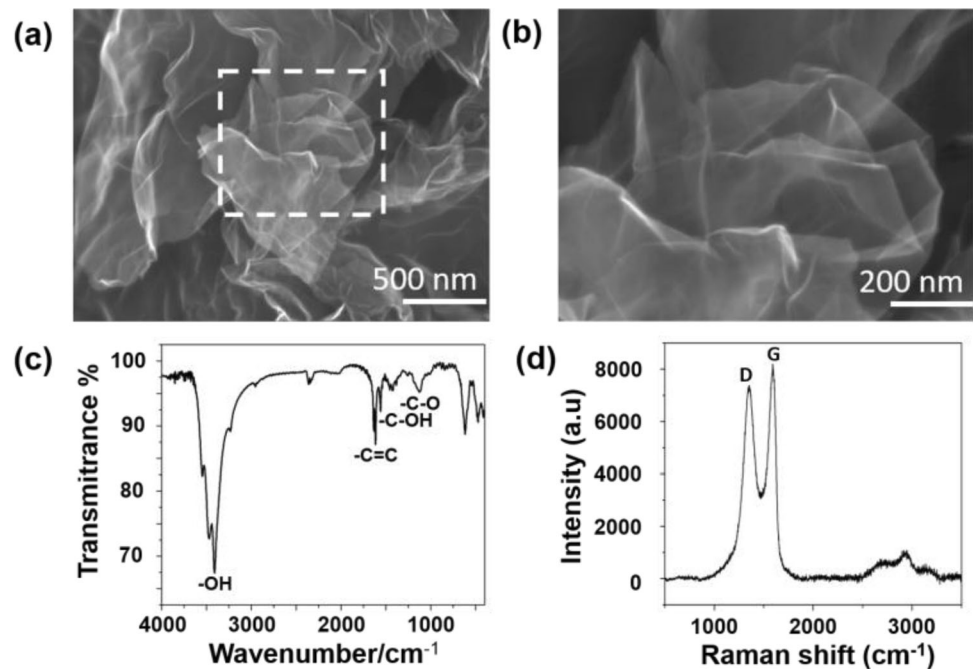 (a)
500 nm
(b)
200 nm
(c)
Transmitrance %
100
90
80
70
-OH
-C=C
-C-OH
-C-O
4000
3000
2000
1000
Wavenumber/cm⁻¹
(d)
Intensity (a.u)
8000
6000
4000
2000
0
D
G
1000
2000
3000
Raman shift (cm⁻¹)